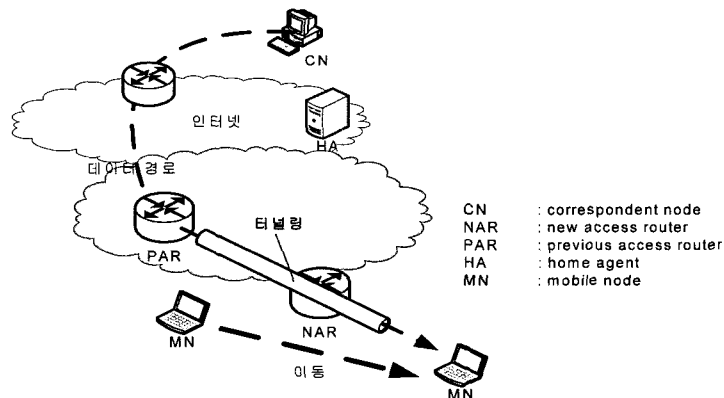 CN
인터넷
HA
데이터 경로
터널링
PAR
NAR
MN
이동
MN
CN : correspondent node
NAR : new access router
PAR : previous access router
HA : home agent
MN : mobile node